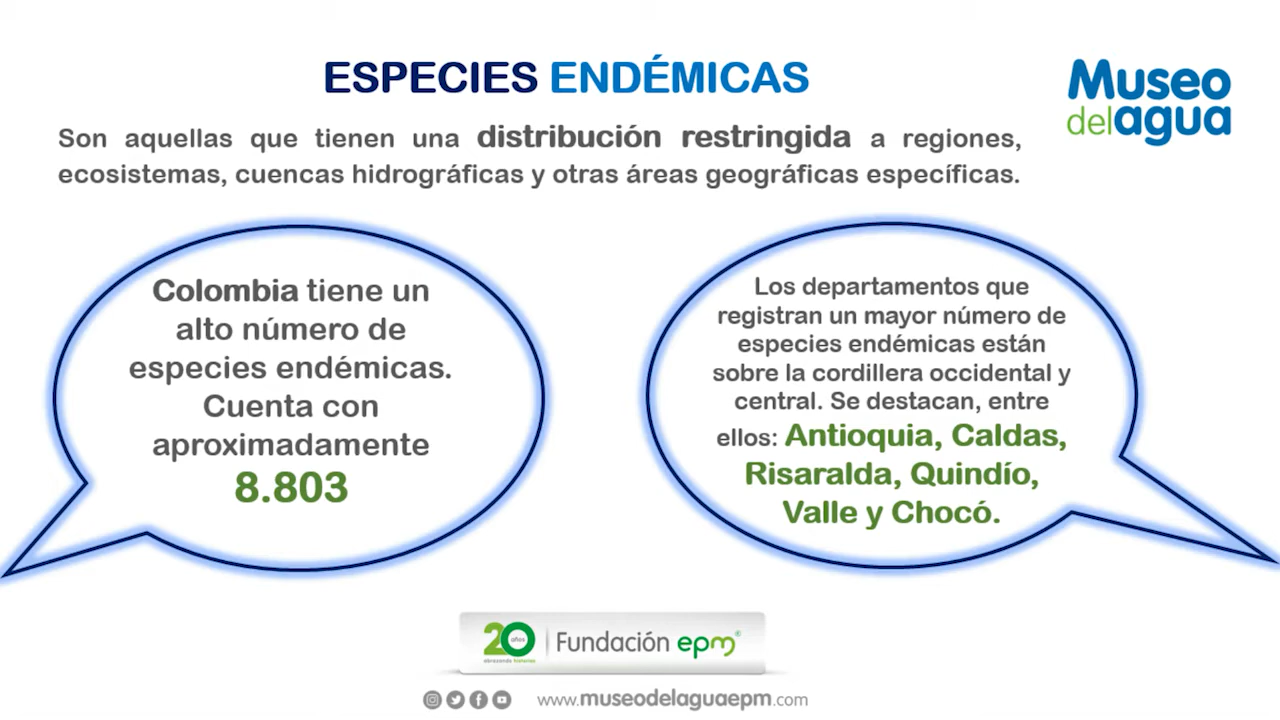 ESPECIES ENDÉMICAS
Museo
delagua
Son aquellas que tienen una distribución restringida a regiones,
ecosistemas, cuencas hidrográficas y otras áreas geográficas específicas.
Colombia tiene un
alto número de
especies endémicas.
Cuenta con
aproximadamente
8.803
Los departamentos que
registran un mayor número de
especies endémicas están
sobre la cordillera occidental y
central. Se destacan, entre
ellos: Antioquia, Caldas,
Risaralda, Quindío,
Valle y Chocó.
20 años
abrazando historias
Fundación epm®
www.museodelaguaepm.com